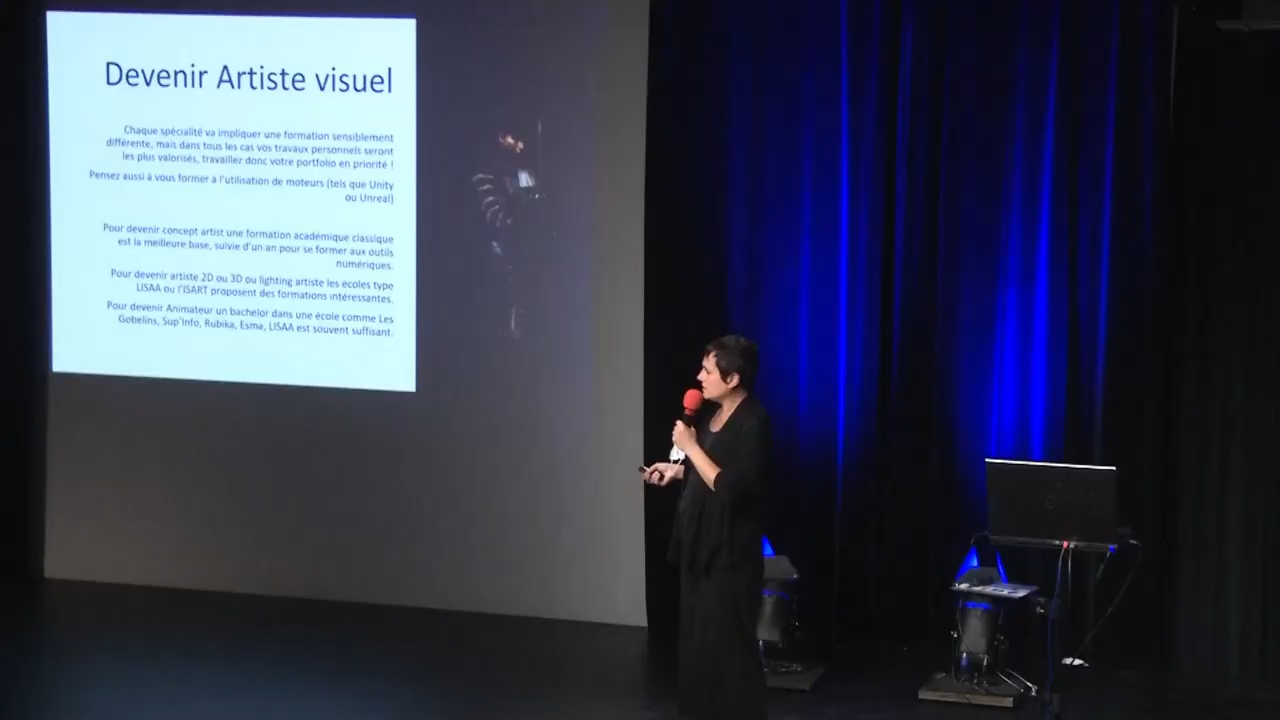 Devenir Artiste visuel
Chaque spécialité va impliquer une formation sensiblement
différente, mais dans tous les cas vos travaux personnels seront
les plus valorisés, travaillez donc votre portfolio en priorité !
Pensez aussi à vous former à l'utilisation de moteurs (tels que Unity
ou Unreal)
Pour devenir concept artist une formation académique classique
est la meilleure base, suivie d'un an pour se former aux outils
numériques.
Pour devenir artiste 2D ou 3D ou lighting artiste les écoles type
LISAA ou l'ISART proposent des formations intéressantes.
Pour devenir Animateur un bachelor dans une école comme Les
Gobelins, Sup'Info, Rubika, Esma, LISAA est souvent suffisant.